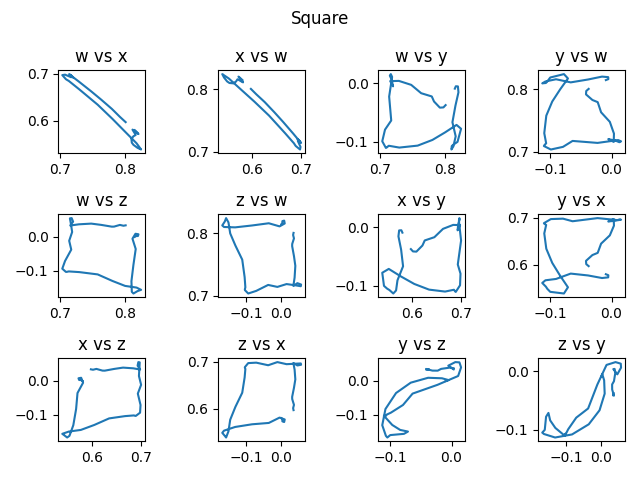 Square
w vs x
x vs w
w vs y
y vs w
0.7
0.6
0.7 0.8
0.8
0.7
0.6 0.7
0.0
−0.1
0.7 0.8
0.8
0.7
−0.1 0.0
w vs z
z vs w
x vs y
y vs x
0.0
−0.1
0.7 0.8
0.8
0.7
−0.1 0.0
0.0
−0.1
0.6 0.7
0.7
0.6
−0.1 0.0
x vs z
z vs x
y vs z
z vs y
0.0
−0.1
0.6 0.7
0.7
0.6
−0.1 0.0
0.0
−0.1
−0.1 0.0
0.0
−0.1
−0.1 0.0